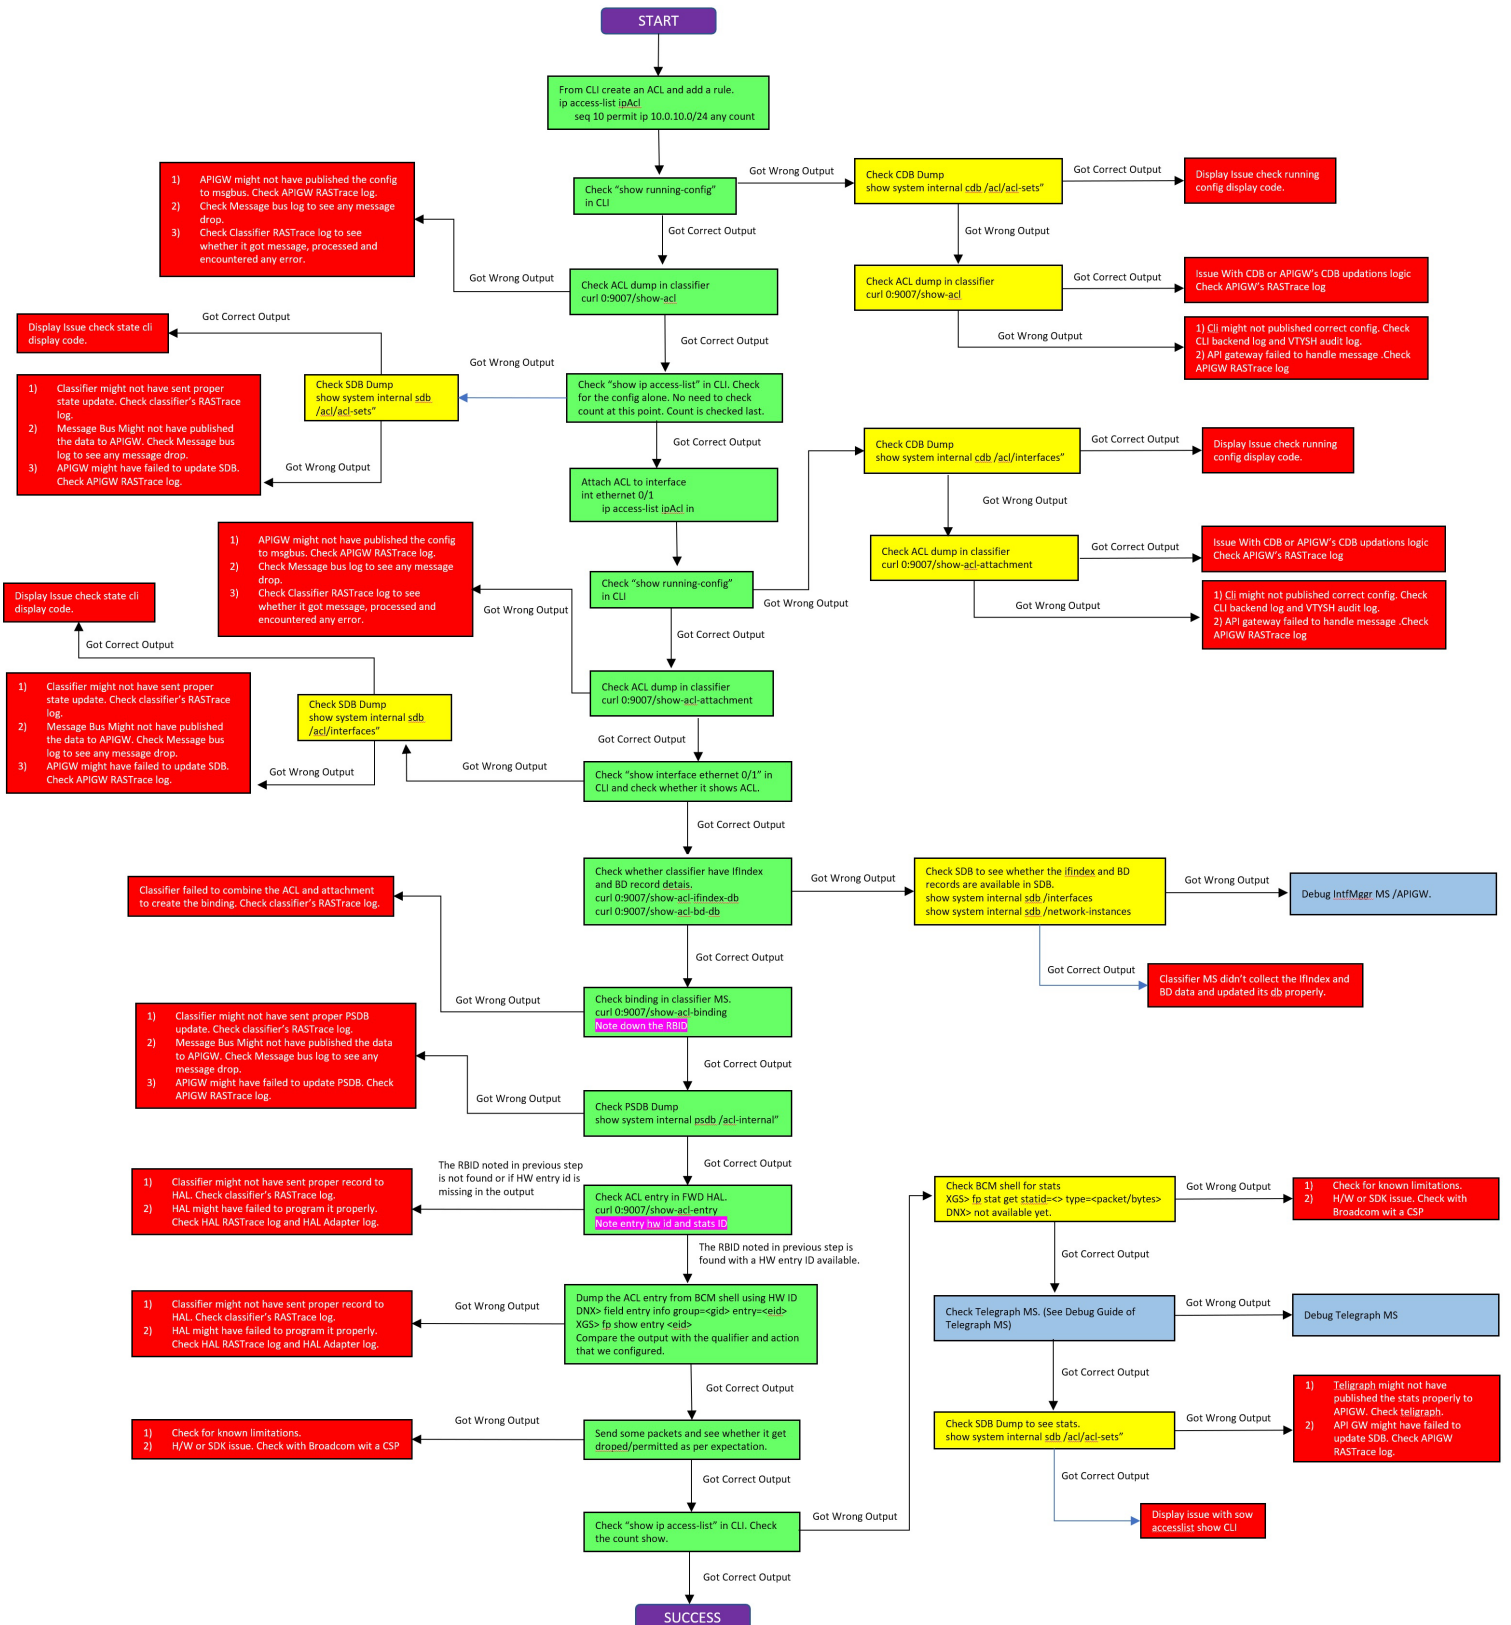 START
From CLI create an ACL and add a rule.
ip access-list ipAcl
seq 10 permit ip 10.0.10.0/24 any count
Check “show running-config”
in CLI
Got Wrong Output
Check CDB Dump
show system internal cdb /acl/acl-sets”
Got Correct Output
Display Issue check running
config display code.
Got Wrong Output
Check ACL dump in classifier
curl 0:9007/show-acl
Got Correct Output
Issue With CDB or APIGW’s CDB updations logic
Check APIGW’s RASTrace log
Got Wrong Output
1) Cli might not published correct config. Check
CLI backend log and VTYSH audit log.
2) API gateway failed to handle message .Check
APIGW RASTrace log
Got Correct Output
1) APIGW might not have published the config
to msgbus. Check APIGW RASTrace log.
2) Check Message bus log to see any message
drop.
3) Check Classifier RASTrace log to see
whether it got message, processed and
encountered any error.
Got Wrong Output
Check ACL dump in classifier
curl 0:9007/show-acl
Got Correct Output
Display Issue check state cli
display code.
Got Correct Output
Got Wrong Output
Check SDB Dump
show system internal sdb
/acl/acl-sets”
Check “show ip access-list” in CLI. Check
for the config alone. No need to check
count at this point. Count is checked last.
1) Classifier might not have sent proper
state update. Check classifier’s RASTrace
log.
2) Message Bus Might not have published
the data to APIGW. Check Message bus
log to see any message drop.
3) APIGW might have failed to update SDB.
Check APIGW RASTrace log.
Got Wrong Output
Got Correct Output
Attach ACL to interface
int ethernet 0/1
ip access-list ipAcl in
Check CDB Dump
show system internal cdb /acl/interfaces”
Got Correct Output
Display Issue check running
config display code.
Got Wrong Output
Check ACL dump in classifier
curl 0:9007/show-acl-attachment
Got Correct Output
Issue With CDB or APIGW’s CDB updations logic
Check APIGW’s RASTrace log
Got Wrong Output
1) Cli might not published correct config. Check
CLI backend log and VTYSH audit log.
2) API gateway failed to handle message .Check
APIGW RASTrace log
Check “show running-config”
in CLI
Got Wrong Output
Got Correct Output
1) APIGW might not have published the config
to msgbus. Check APIGW RASTrace log.
2) Check Message bus log to see any message
drop.
3) Check Classifier RASTrace log to see
whether it got message, processed and
encountered any error.
Got Wrong Output
Check ACL dump in classifier
curl 0:9007/show-acl-attachment
Got Correct Output
Display Issue check state cli
display code.
Got Correct Output
1) Classifier might not have sent proper
state update. Check classifier’s RASTrace
log.
2) Message Bus Might not have published
the data to APIGW. Check Message bus
log to see any message drop.
3) APIGW might have failed to update SDB.
Check APIGW RASTrace log.
Check SDB Dump
show system internal sdb
/acl/interfaces”
Got Wrong Output
Got Wrong Output
Check “show interface ethernet 0/1” in
CLI and check whether it shows ACL.
Got Correct Output
Check whether classifier have IfIndex
and BD record detais.
curl 0:9007/show-acl-ifindex-db
curl 0:9007/show-acl-bd-db
Got Wrong Output
Check SDB to see whether the ifindex and BD
records are available in SDB.
show system internal sdb /interfaces
show system internal sdb /network-instances
Got Wrong Output
Debug IntfMggr MS /APIGW.
Got Correct Output
Classifier MS didn’t collect the IfIndex and
BD data and updated its db properly.
Got Correct Output
Classifier failed to combine the ACL and attachment
to create the binding. Check classifier’s RASTrace log.
Got Wrong Output
Check binding in classifier MS.
curl 0:9007/show-acl-binding
Note down the RBID
Got Correct Output
1) Classifier might not have sent proper PSDB
update. Check classifier’s RASTrace log.
2) Message Bus Might not have published the data
to APIGW. Check Message bus log to see any
message drop.
3) APIGW might have failed to update PSDB. Check
APIGW RASTrace log.
Got Wrong Output
Check PSDB Dump
show system internal psdb /acl-internal”
Got Correct Output
The RBID noted in previous step
is not found or if HW entry id is
missing in the output
1) Classifier might not have sent proper record to
HAL. Check classifier’s RASTrace log.
2) HAL might have failed to program it properly.
Check HAL RASTrace log and HAL Adapter log.
Check ACL entry in FWD HAL.
curl 0:9007/show-acl-entry
Note entry hw id and stats ID
The RBID noted in previous step is
found with a HW entry ID available.
1) Classifier might not have sent proper record to
HAL. Check classifier’s RASTrace log.
2) HAL might have failed to program it properly.
Check HAL RASTrace log and HAL Adapter log.
Got Wrong Output
Dump the ACL entry from BCM shell using HW ID
DNX> field entry info group=<gid> entry=<eid>
XGS> fp show entry <eid>
Compare the output with the qualifier and action
that we configured.
Got Correct Output
1) Check for known limitations.
2) H/W or SDK issue. Check with Broadcom wit a CSP
Got Wrong Output
Send some packets and see whether it get
droped/permitted as per expectation.
Got Correct Output
Check “show ip access-list” in CLI. Check
the count show.
Got Wrong Output
Check BCM shell for stats
XGS> fp stat get statid=<> type=<packet/bytes>
DNX> not available yet.
Got Wrong Output
1) Check for known limitations.
2) H/W or SDK issue. Check with
Broadcom wit a CSP
Got Correct Output
Check Telegraph MS. (See Debug Guide of
Telegraph MS)
Got Wrong Output
Debug Telegraph MS
Got Correct Output
Check SDB Dump to see stats.
show system internal sdb /acl/acl-sets”
Got Wrong Output
1) Teligraph might not have
published the stats properly to
APIGW. Check teligraph.
2) API GW might have failed to
update SDB. Check APIGW
RASTrace log.
Got Correct Output
Display issue with sow
accesslist show CLI
Got Correct Output
SUCCESS